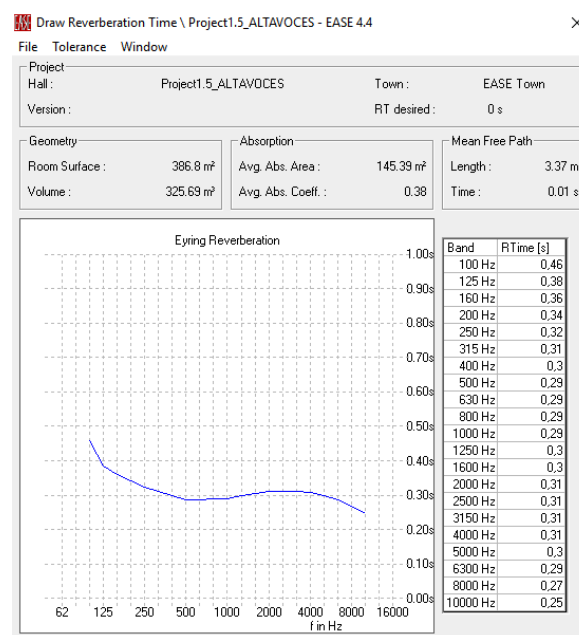 EASE Draw Reverberation Time \ Project1.5_ALTAVOCES - EASE 4.4
File Tolerance Window
Project
Hall : Project1.5_ALTAVOCES Town : EASE Town
Version : RT desired : 0 s
Geometry Absorption Mean Free Path
Room Surface : 386.8 m² Avg. Abs. Area : 145.39 m² Length : 3.37 m
Volume : 325.69 m³ Avg. Abs. Coeff. : 0.38 Time : 0.01 s
Eyring Reverberation
1.00s
0.90s
0.80s
0.70s
0.60s
0.50s
0.40s
0.30s
0.20s
0.10s
0.00s
62 125 250 500 1000 2000 4000 8000 16000
f in Hz
Band RTime [s]
100 Hz 0,46
125 Hz 0,38
160 Hz 0,36
200 Hz 0,34
250 Hz 0,32
315 Hz 0,31
400 Hz 0,3
500 Hz 0,29
630 Hz 0,29
800 Hz 0,29
1000 Hz 0,29
1250 Hz 0,3
1600 Hz 0,3
2000 Hz 0,31
2500 Hz 0,31
3150 Hz 0,31
4000 Hz 0,31
5000 Hz 0,3
6300 Hz 0,29
8000 Hz 0,27
10000 Hz 0,25